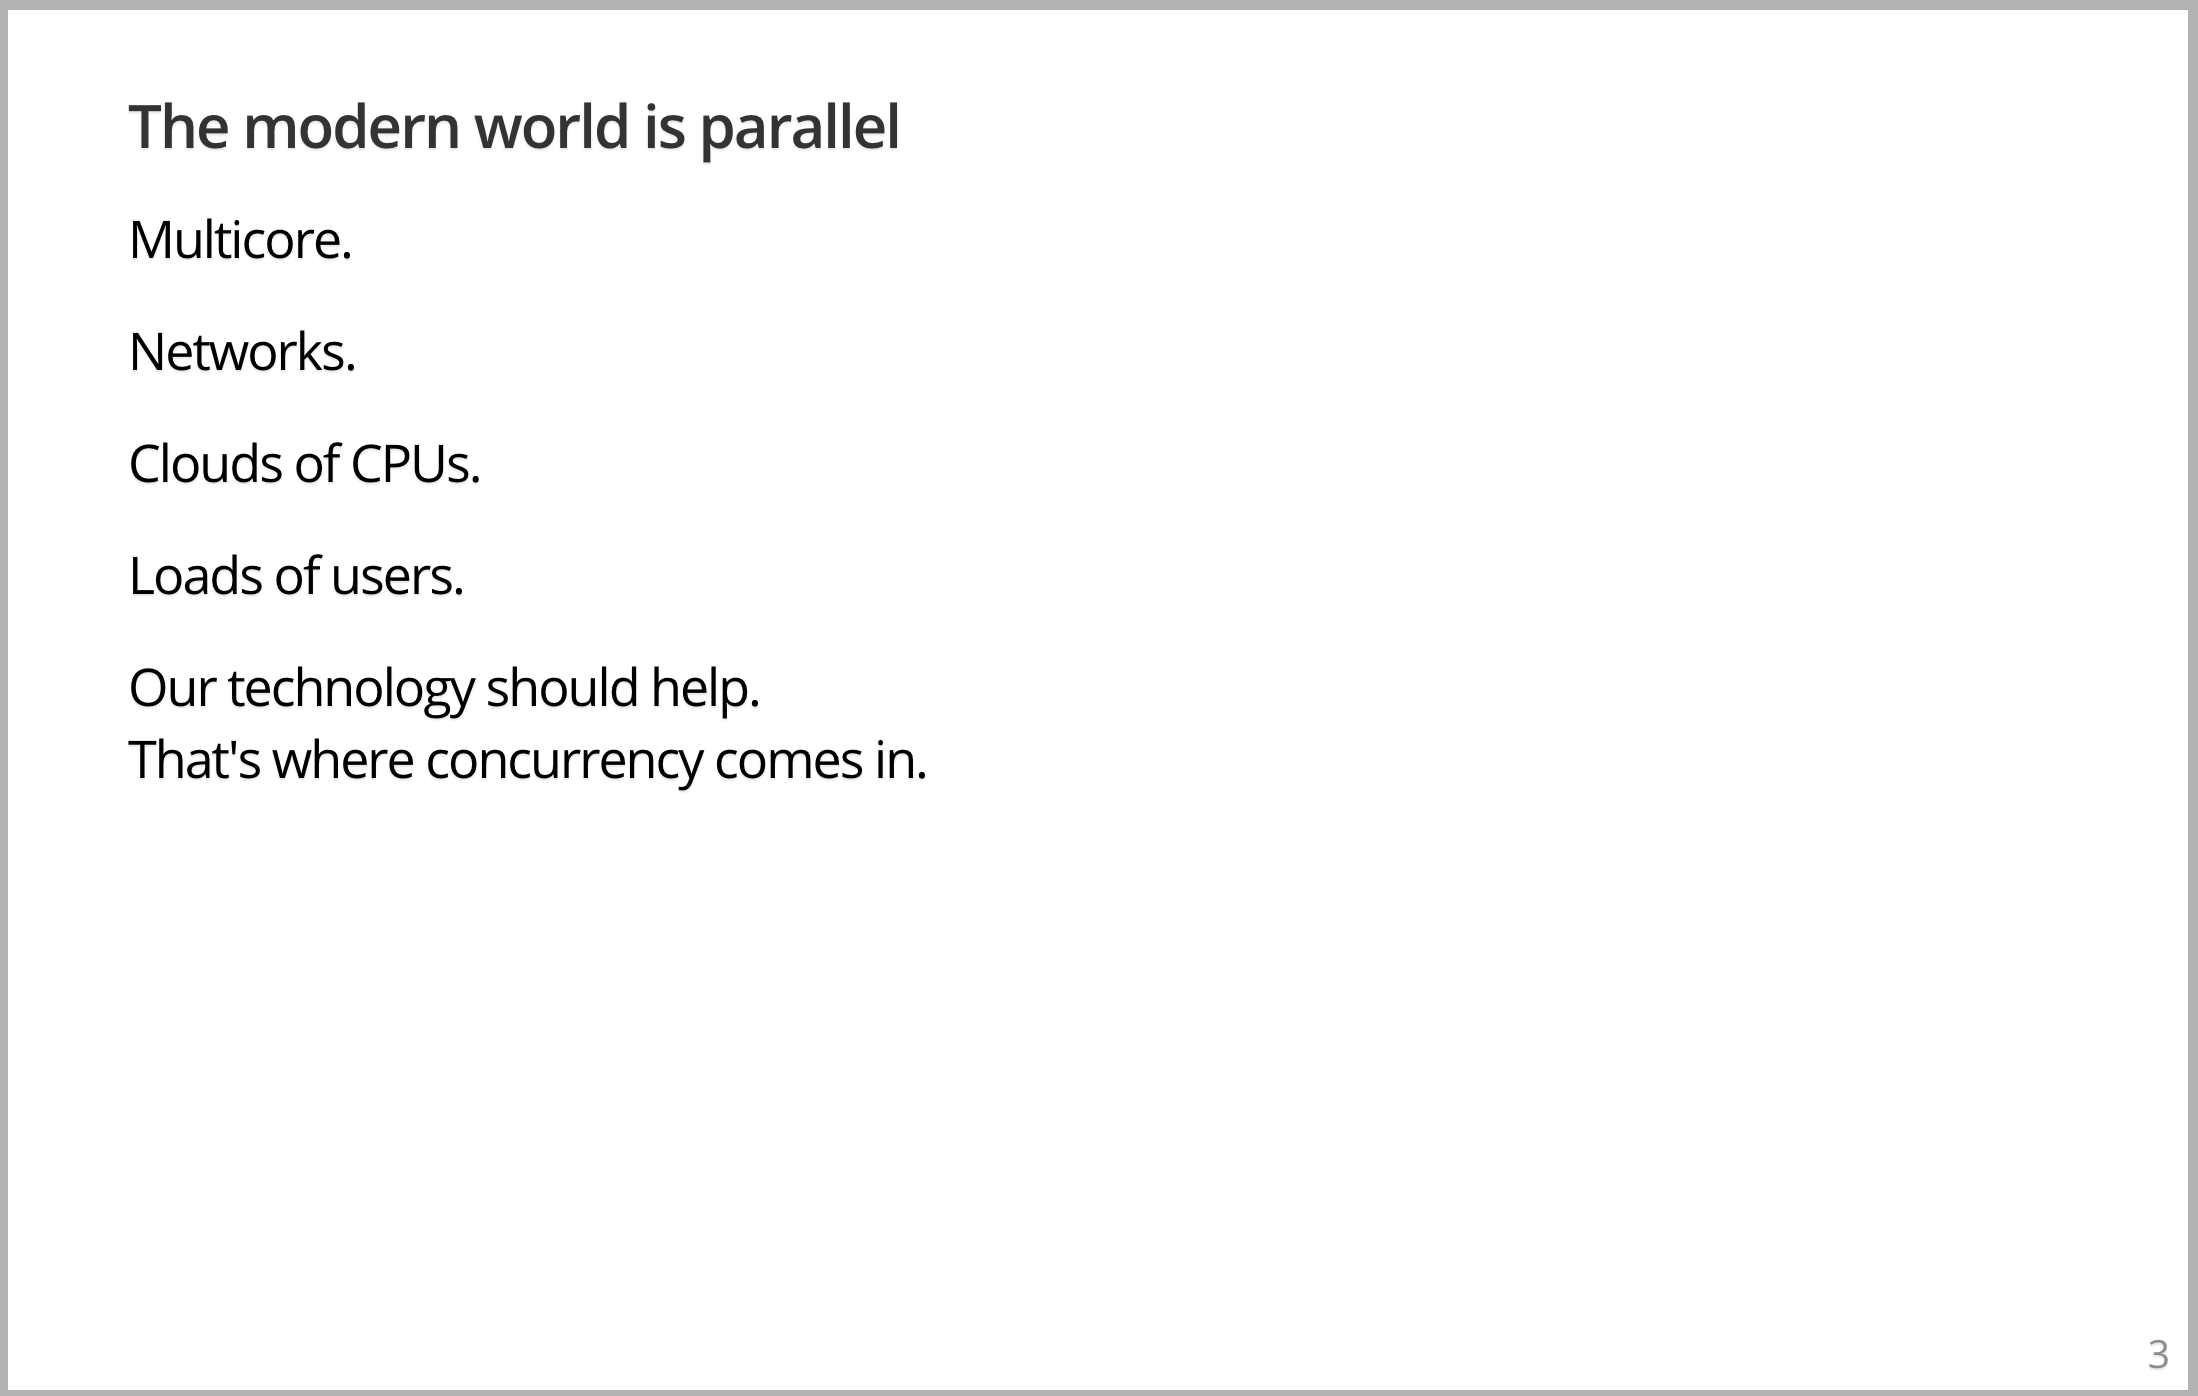 The modern world is parallel
Multicore.
Networks.
Clouds of CPUs.
Loads of users.
Our technology should help.
That's where concurrency comes in.
3